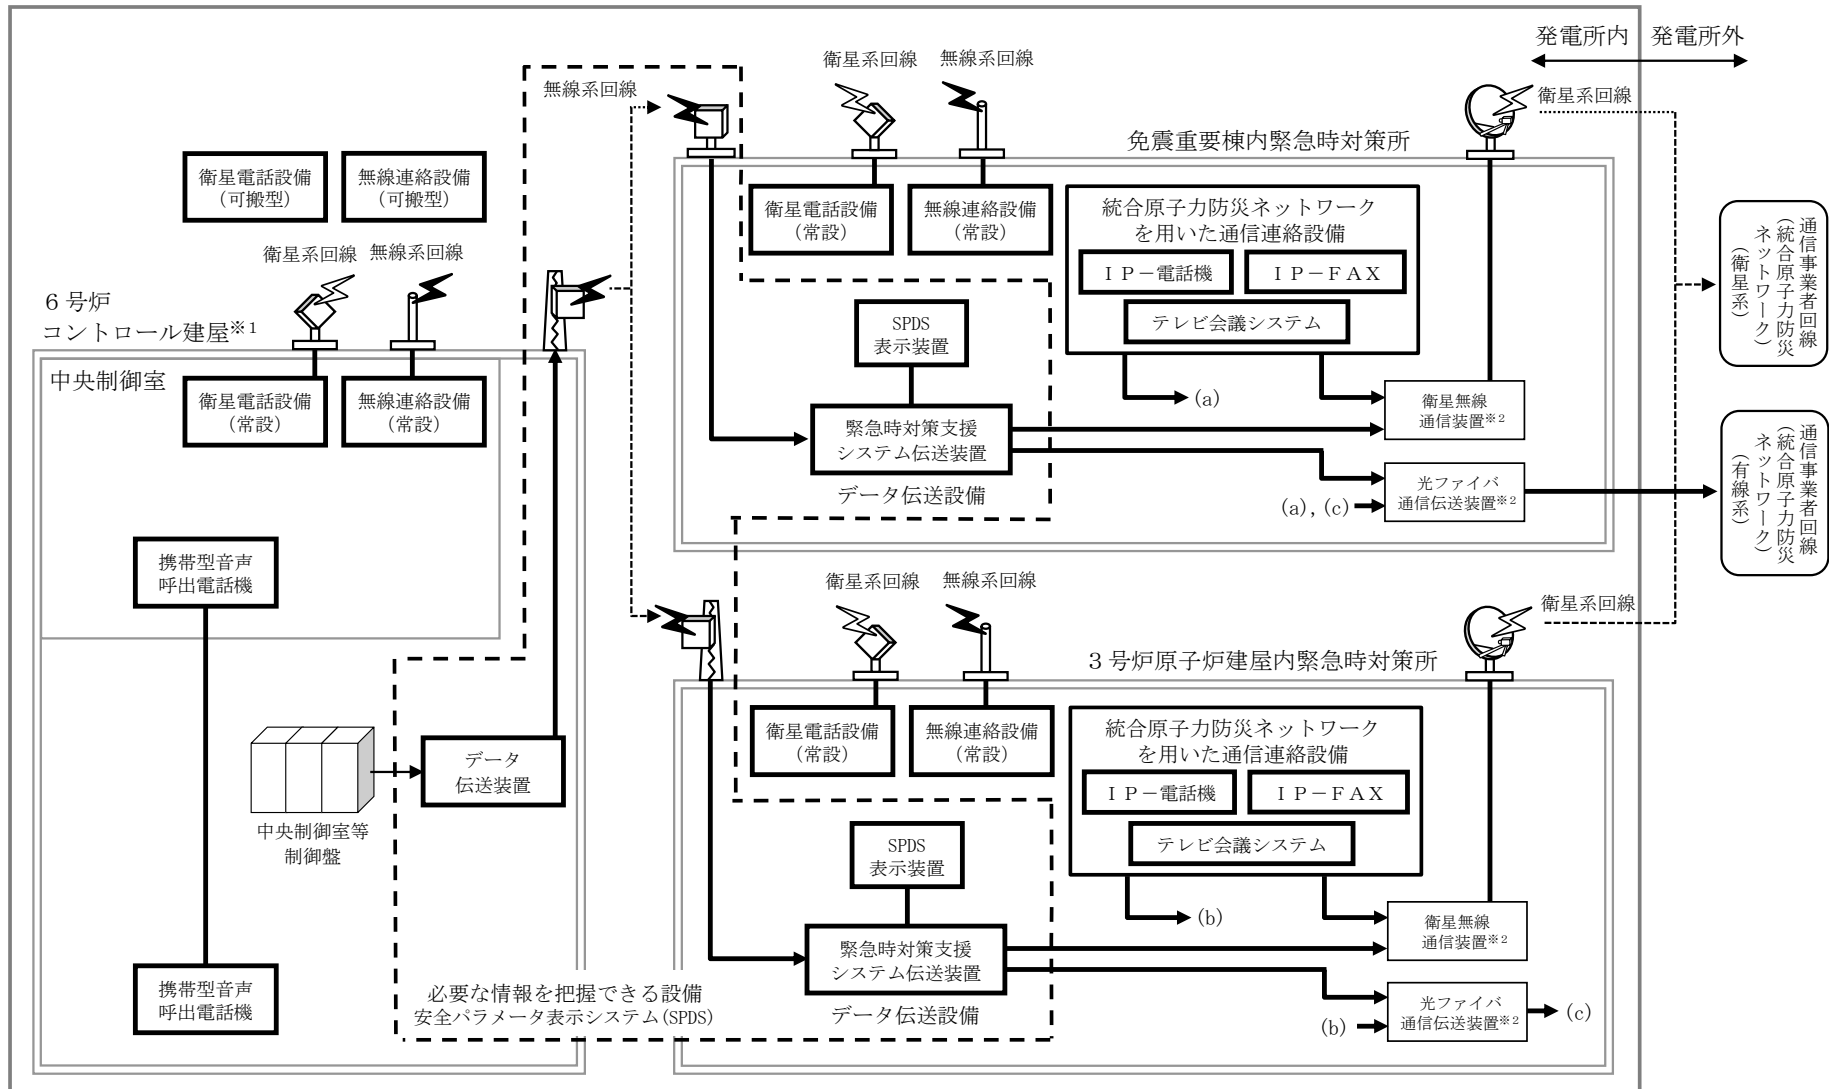 発電所内
発電所外
衛星系回線
無線系回線
無線系回線
衛星系回線
免震重要棟内緊急時対策所
衛星電話設備
(可搬型)
無線連絡設備
(可搬型)
衛星電話設備
(常設)
無線連絡設備
(常設)
統合原子力防災ネットワーク
を用いた通信連絡設備
ＩＰ－電話機
ＩＰ－ＦＡＸ
テレビ会議システム
通信事業者回線
(統合原子力防災
ネットワーク)
(衛星系)
衛星系回線
無線系回線
６号炉
コントロール建屋※1
SPDS
表示装置
中央制御室
衛星電話設備
(常設)
無線連絡設備
(常設)
(a)
衛星無線
通信装置※2
緊急時対策支援
システム伝送装置
データ伝送設備
光ファイバ
通信伝送装置※2
(a),(c)
通信事業者回線
(統合原子力防災
ネットワーク)
(有線系)
携帯型音声
呼出電話機
衛星系回線
無線系回線
衛星系回線
３号炉原子炉建屋内緊急時対策所
衛星電話設備
(常設)
無線連絡設備
(常設)
統合原子力防災ネットワーク
を用いた通信連絡設備
ＩＰ－電話機
ＩＰ－ＦＡＸ
テレビ会議システム
データ
伝送装置
中央制御室等
制御盤
SPDS
表示装置
(b)
衛星無線
通信装置※2
緊急時対策支援
システム伝送装置
データ伝送設備
光ファイバ
通信伝送装置※2
(b)
(c)
携帯型音声
呼出電話機
必要な情報を把握できる設備
安全パラメータ表示システム(SPDS)